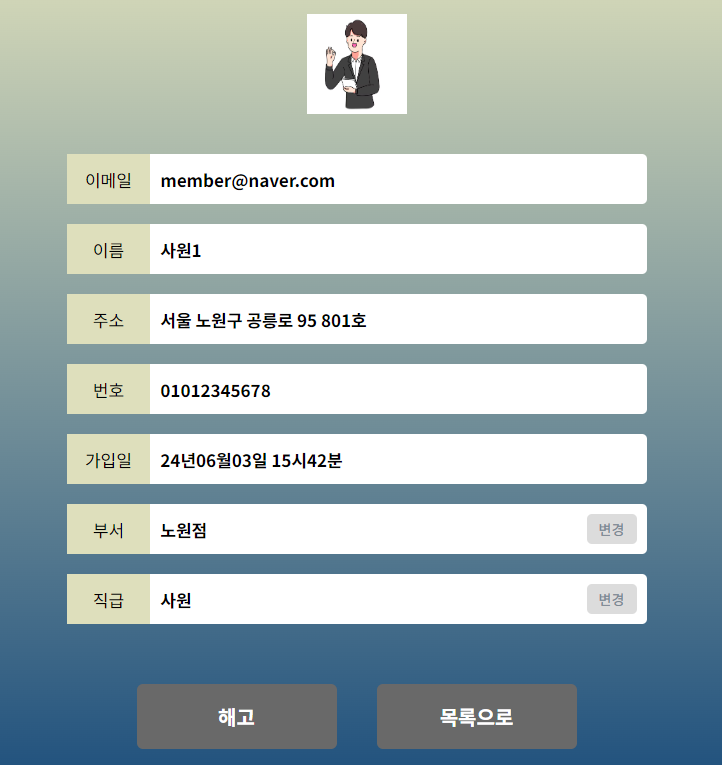 이메일 member@naver.com
이름 사원1
주소 서울 노원구 공릉로 95 801호
번호 01012345678
가입일 24년06월03일 15시42분
부서 노원점 변경
직급 사원 변경
해고 목록으로